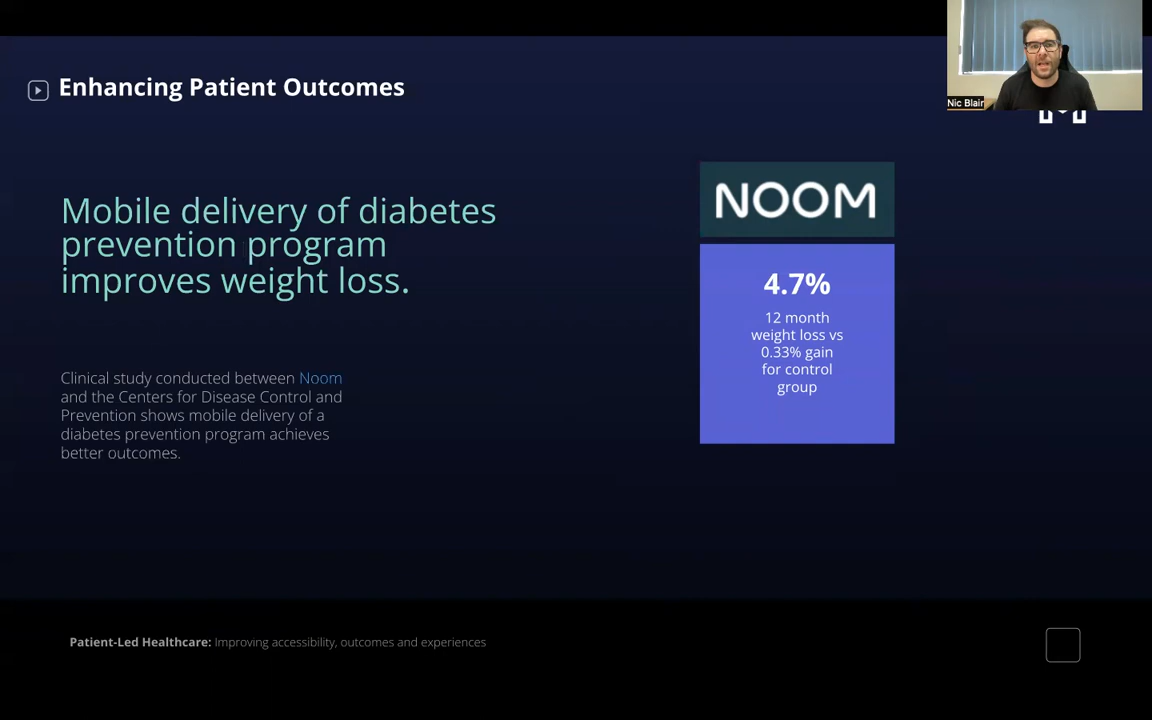 Enhancing Patient Outcomes
Nic Blair
Mobile delivery of diabetes
prevention program
improves weight loss.
NOOM
4.7%
12 month
weight loss vs
0.33% gain
for control
group
Clinical study conducted between Noom
and the Centers for Disease Control and
Prevention shows mobile delivery of a
diabetes prevention program achieves
better outcomes.
Patient-Led Healthcare: Improving accessibility, outcomes and experiences